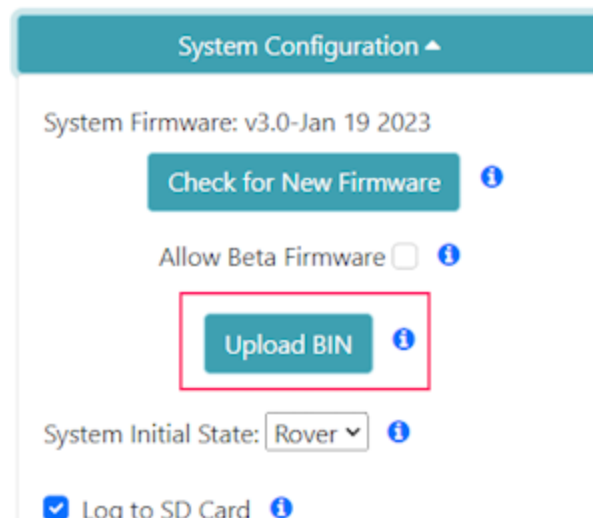 System Configuration
System Firmware: v3.0-Jan 19 2023
Check for New Firmware
Allow Beta Firmware
Upload BIN
System Initial State: Rover
Log to SD Card